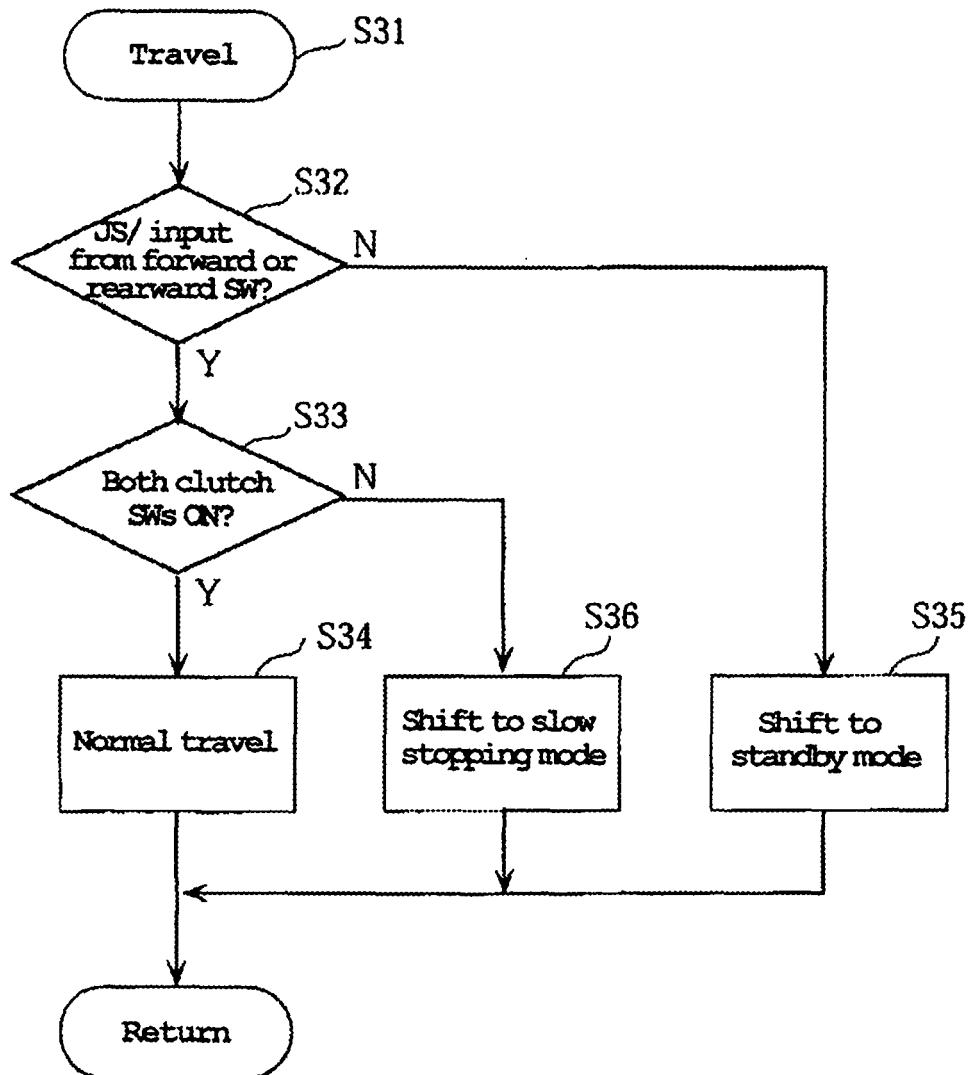 Travel
S31
S32
JS/ input
from forward or
rearward SW?
N
Y
S33
Both clutch
SWs ON?
N
Y
S34
S36
S35
Normal travel
Shift to slow
stopping mode
Shift to
standby mode
Return